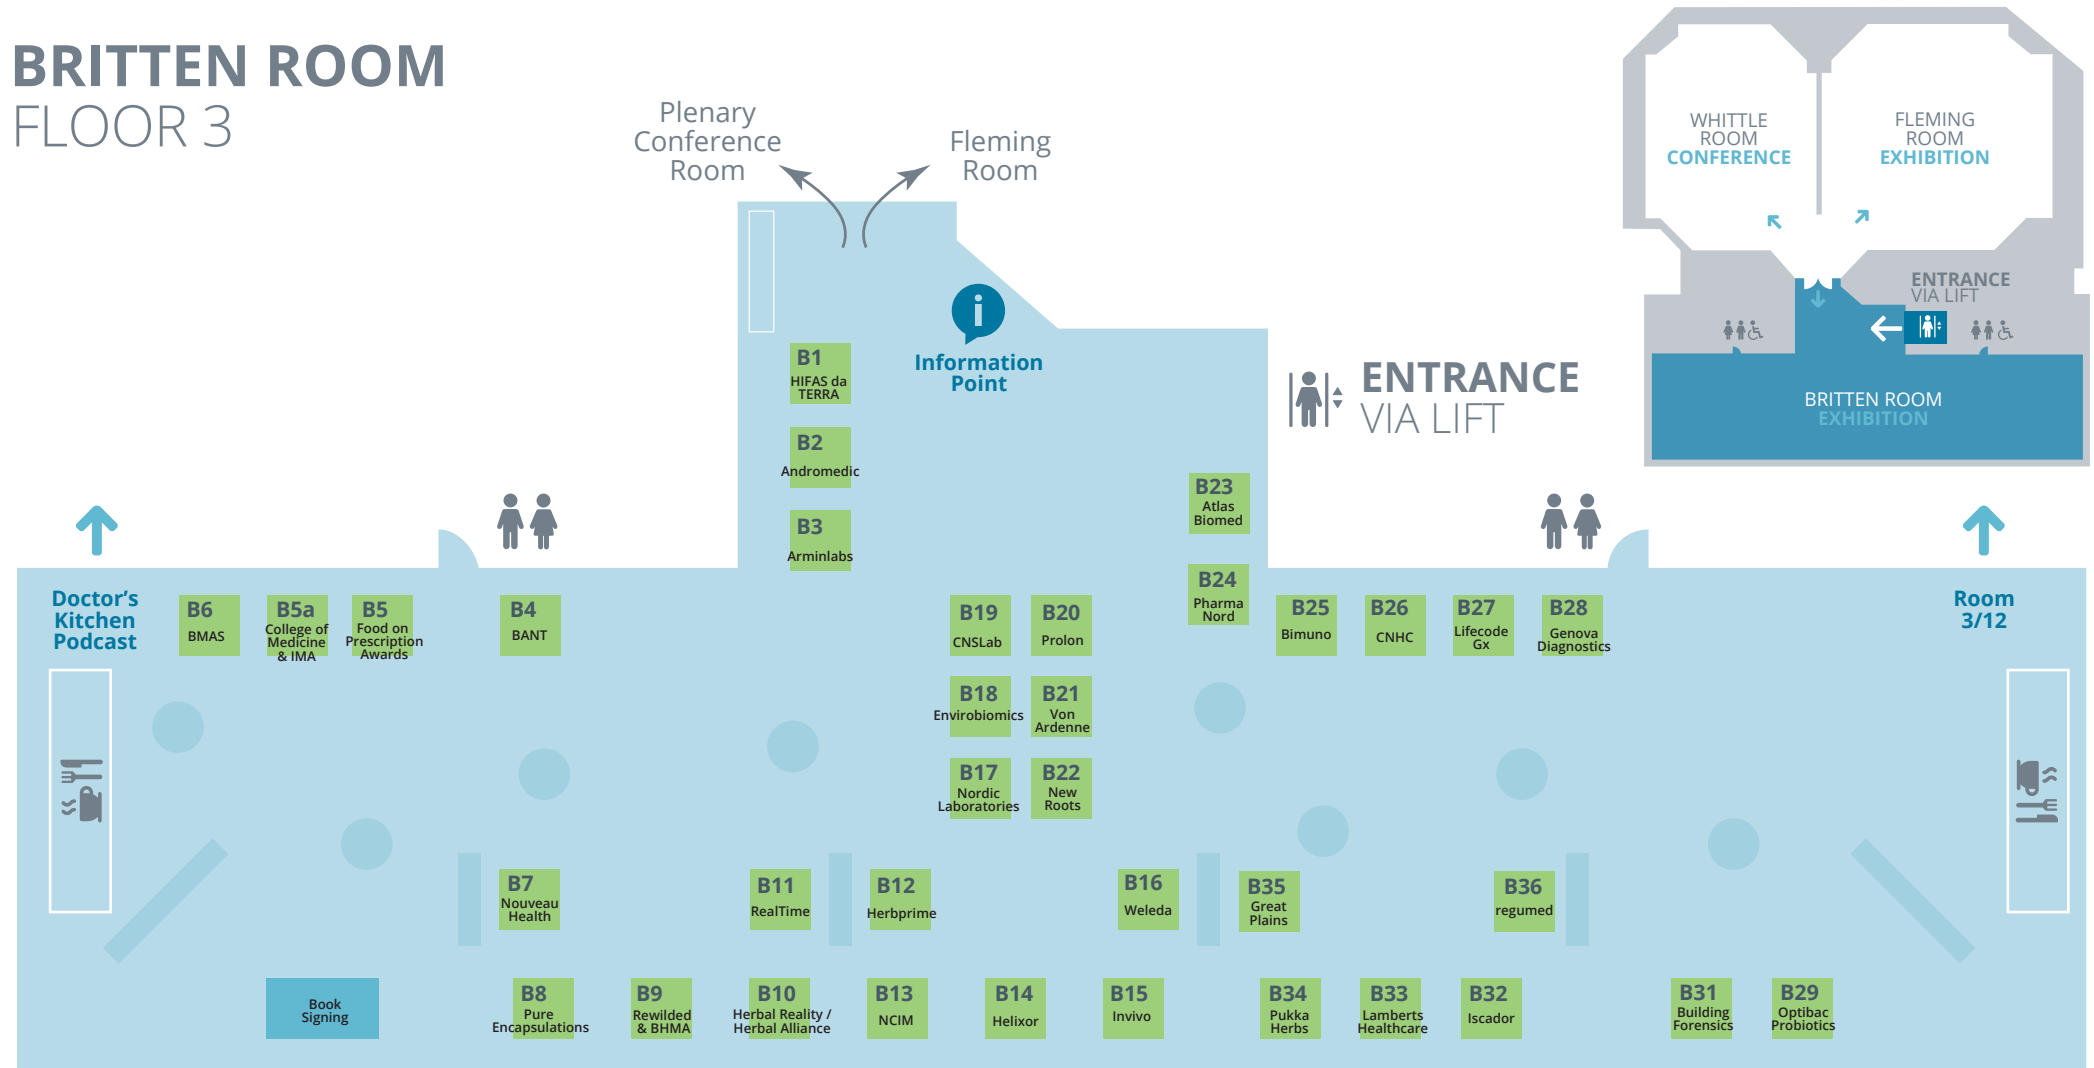 BRITTEN ROOM
FLOOR 3
Plenary
Conference
Room
Fleming
Room
WHITTLE
ROOM
CONFERENCE
FLEMING
ROOM
EXHIBITION
ENTRANCE
VIA LIFT
BRITTEN ROOM
EXHIBITION
i
Information
Point
ENTRANCE
VIA LIFT
B1
HIFAS da
TERRA
B2
Andromedic
B3
Arminlabs
B23
Atlas
Biomed
B24
Pharma
Nord
Doctor's
Kitchen
Podcast
B6
BMAS
B5a
College of
Medicine
& IMA
B5
Food on
Prescription
Awards
B4
BANT
B19
CNSLab
B20
Prolon
B25
Bimuno
B26
CNHC
B27
Lifecode
Gx
B28
Genova
Diagnostics
Room
3/12
B18
Envirobiomics
B21
Von
Ardenne
B17
Nordic
Laboratories
B22
New
Roots
B7
Nouveau
Health
B11
RealTime
B12
Herbprime
B16
Weleda
B35
Great
Plains
B36
regumed
Book
Signing
B8
Pure
Encapsulations
B9
Rewilded
& BHMA
B10
Herbal Reality /
Herbal Alliance
B13
NCIM
B14
Helixor
B15
Invivo
B34
Pukka
Herbs
B33
Lamberts
Healthcare
B32
Iscador
B31
Building
Forensics
B29
Optibac
Probiotics